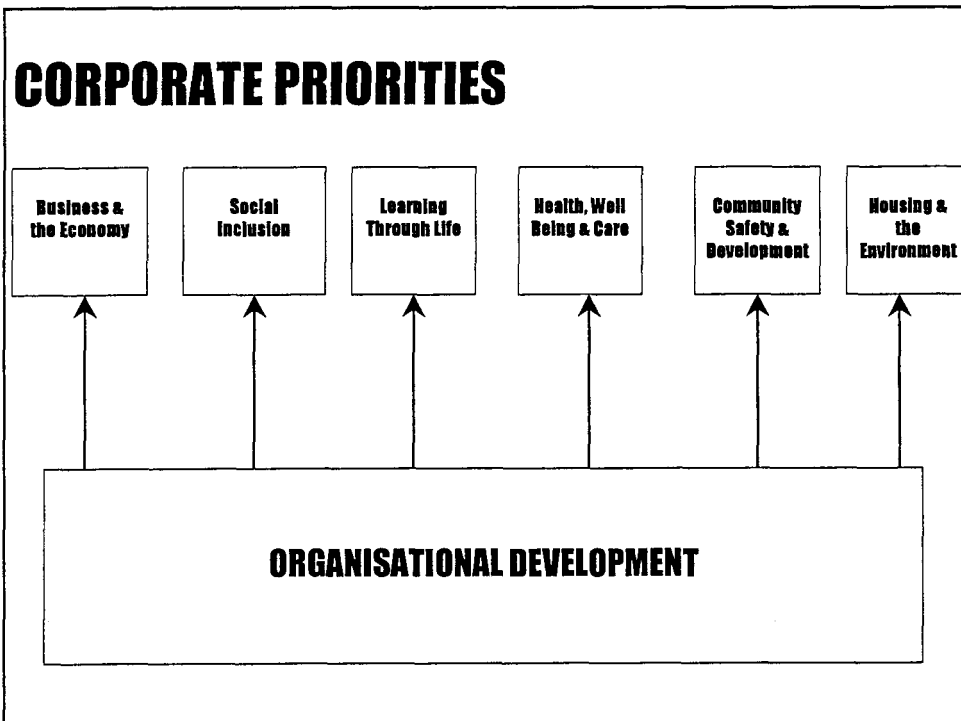 CORPORATE PRIORITIES
Business &
the Economy
Social
Inclusion
Learning
Through Life
Health, Well
Being & Care
Community
Safety &
Development
Housing &
the
Environment
ORGANISATIONAL DEVELOPMENT